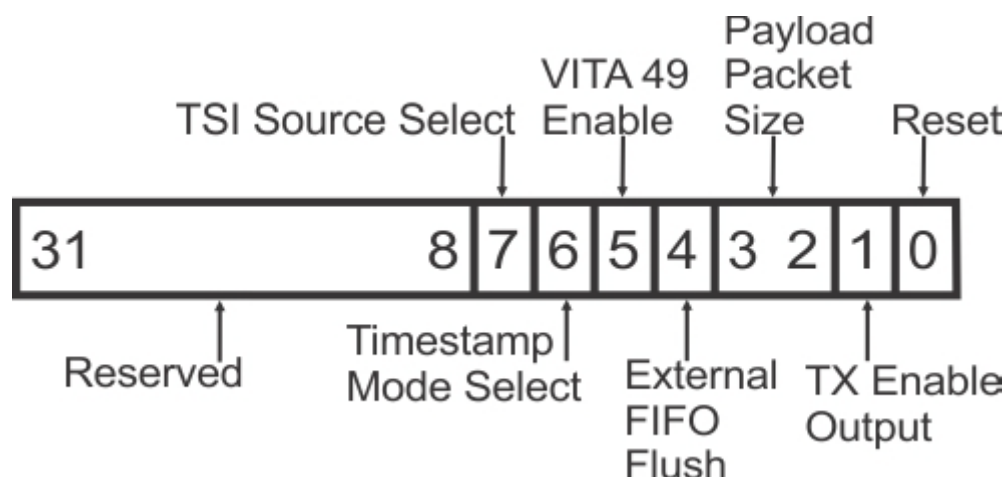 Payload
Packet
Size
VITA 49
Enable
TSI Source Select
Reset
31 8 7 6 5 4 3 2 1 0
Reserved
Timestamp
Mode Select
External
FIFO
Flush
TX Enable
Output